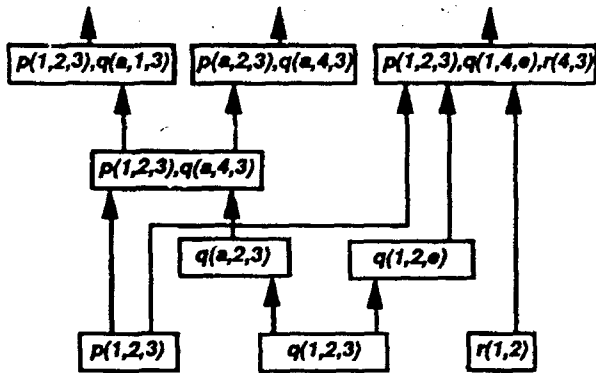 p(1,2,3),q(a,1,3)
p(a,2,3),q(a,4,3)
p(1,2,3),q(1,4,e),r(4,3)
p(1,2,3),q(a,4,3)
q(a,2,3)
q(1,2,e)
p(1,2,3)
q(1,2,3)
r(1,2)